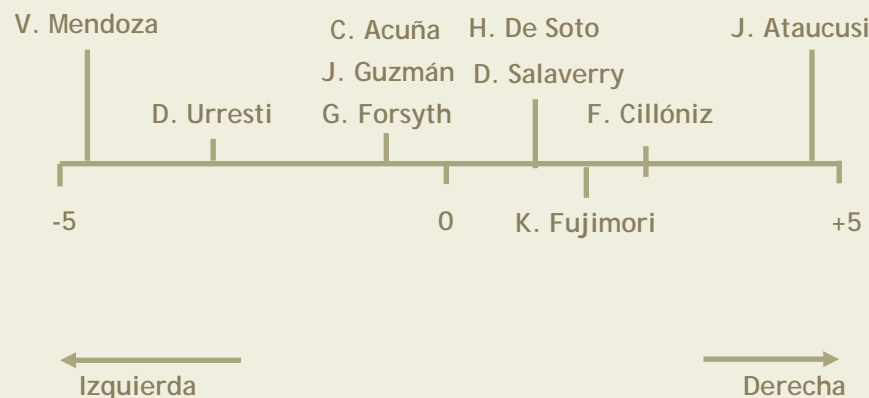 V. Mendoza
C. Acuña
H. De Soto
J. Ataucusi
J. Guzmán
D. Salaverry
D. Urresti
G. Forsyth
F. Cillóniz
-5
0
K. Fujimori
+5
Izquierda
Derecha